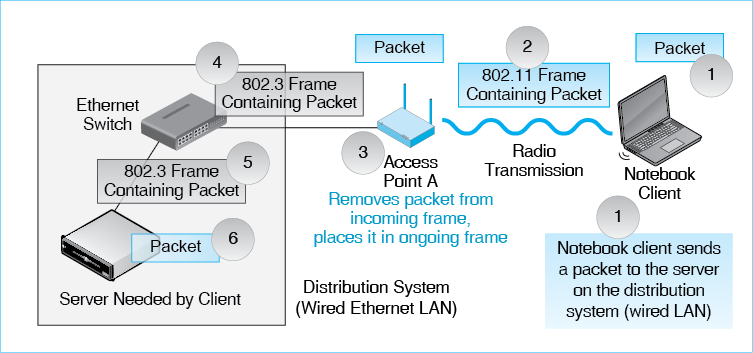 Packet
2
Packet
1
4
802.11 Frame
Containing Packet
802.3 Frame
Containing Packet
Ethernet
Switch
3
Access
Point A
Radio
Transmission
Notebook
Client
5
802.3 Frame
Containing Packet
Removes packet from
incoming frame,
places it in ongoing frame
1
6
Packet
Notebook client sends
a packet to the server
on the distribution
system (wired LAN)
Server Needed by Client
Distribution System
(Wired Ethernet LAN)